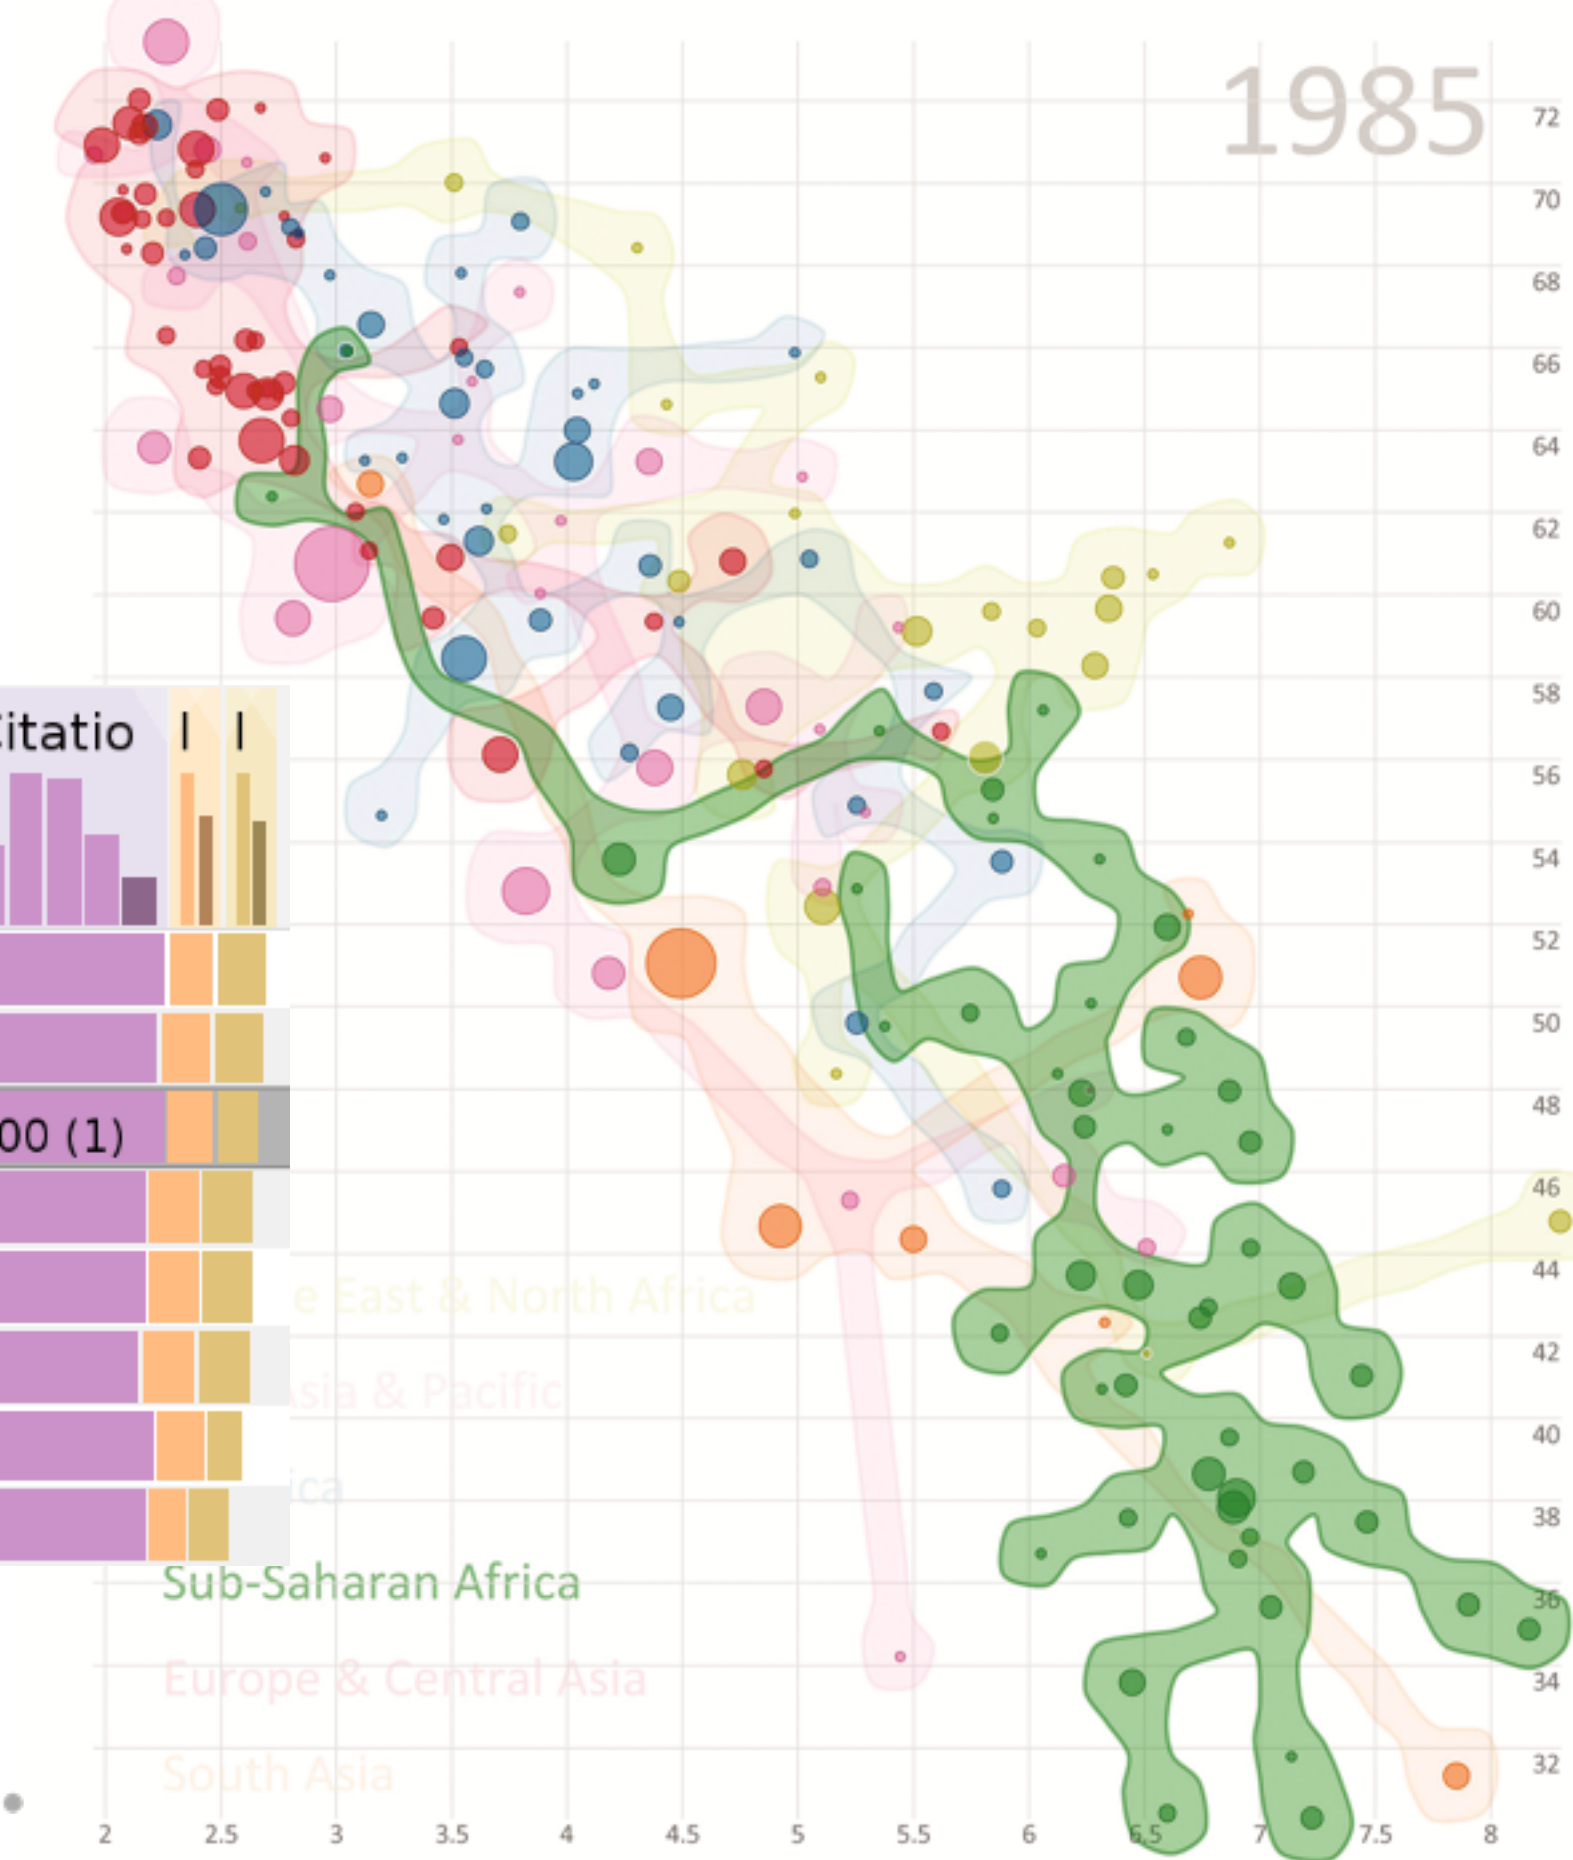 1985
72
70
68
66
64
62
60
58
56
54
52
50
48
46
44
42
40
38
36
34
32
itatio
I I
00 (1)
e East & North Africa
Asia & Pacific
ica
Sub-Saharan Africa
Europe & Central Asia
South Asia
2 2.5 3 3.5 4 4.5 5 5.5 6 6.5 7 7.5 8